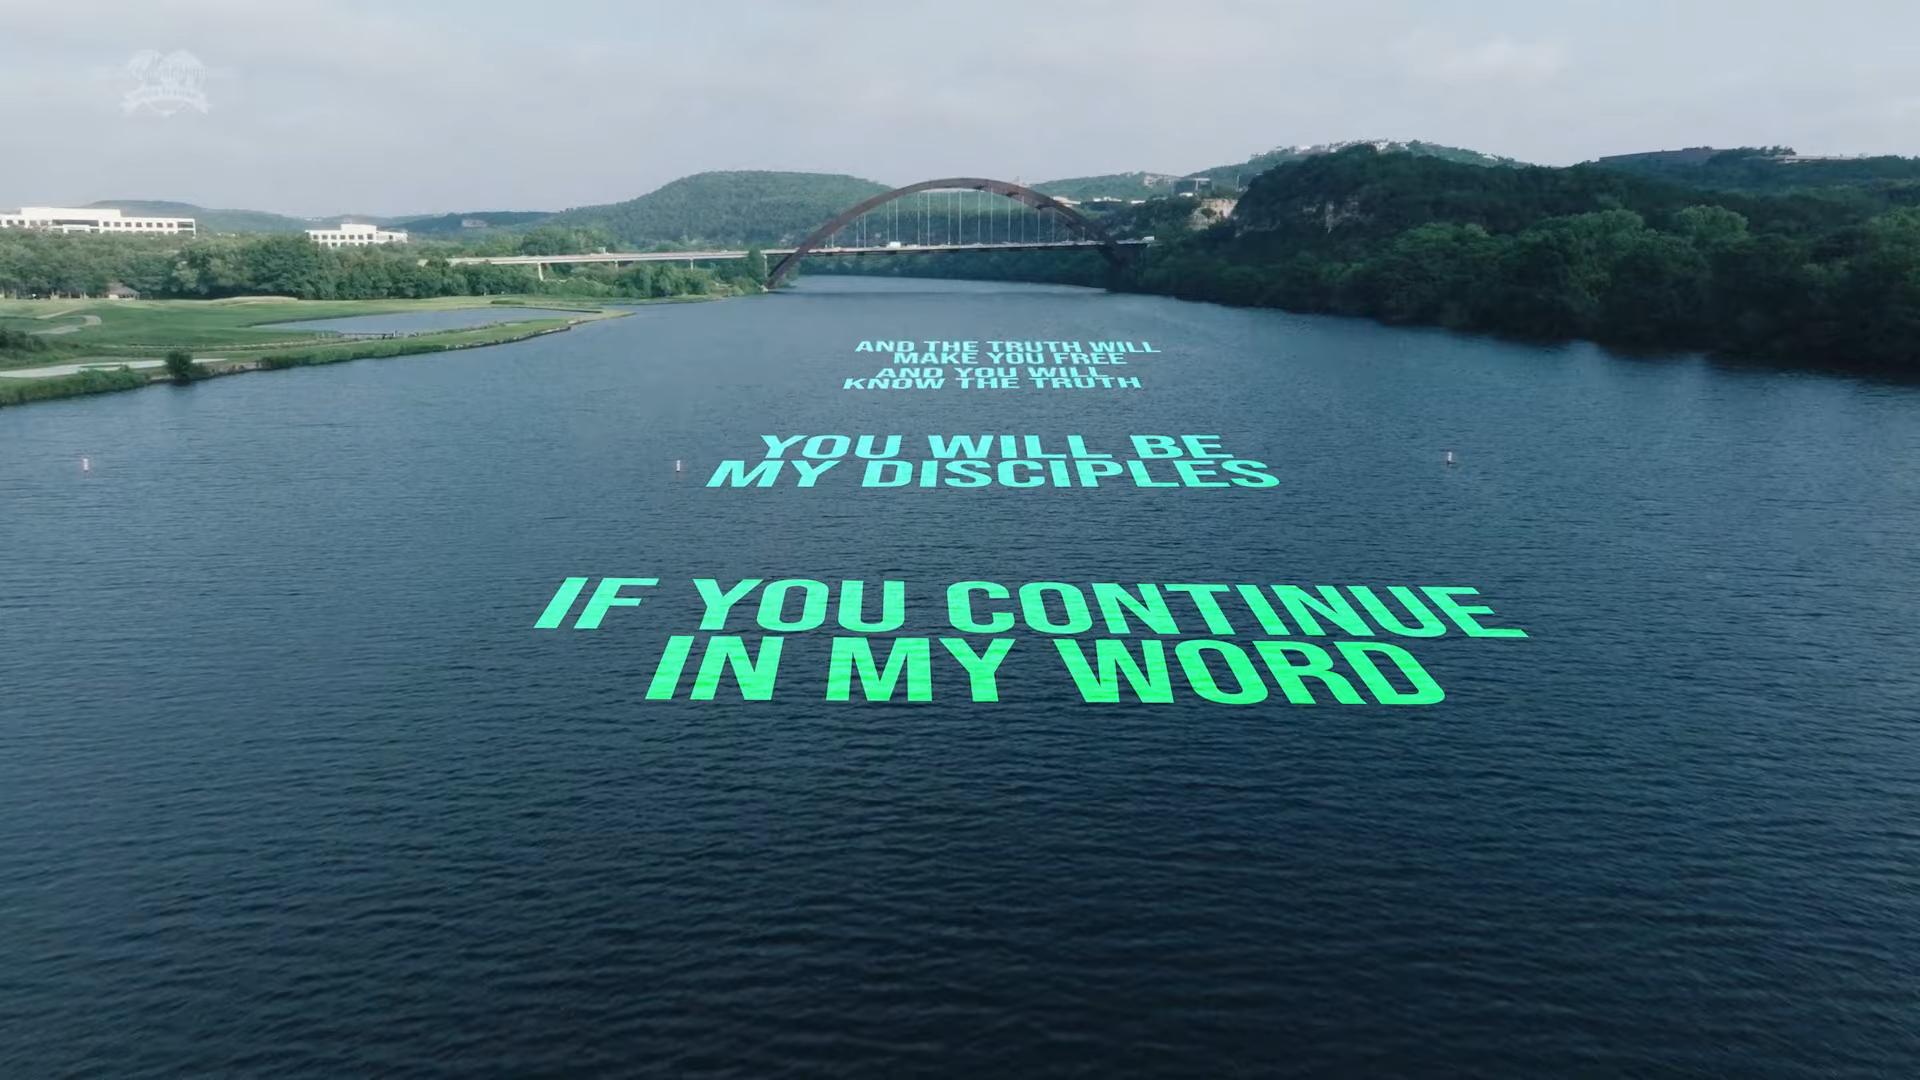 AND THE TRUTH WILL
MAKE YOU FREE
AND YOU WILL
KNOW THE TRUTH
YOU WILL BE
MY DISCIPLES
IF YOU CONTINUE
IN MY WORD